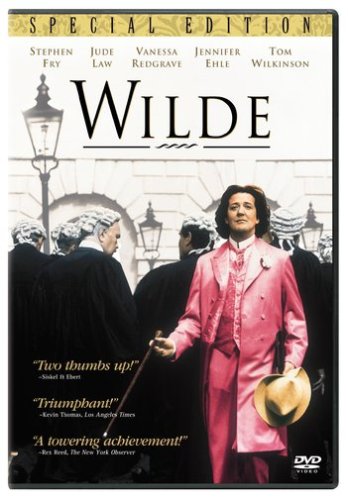 SPECIAL EDITION
STEPHEN FRY
JUDE LAW
VANESSA REDGRAVE
JENNIFER EHLE
TOM WILKINSON
WILDE
"Two thumbs up!"
–Siskel & Ebert
"Triumphant!"
–Kevin Thomas, Los Angeles Times
"A towering achievement!"
–Rex Reed, The New York Observer
DVD
VIDEO